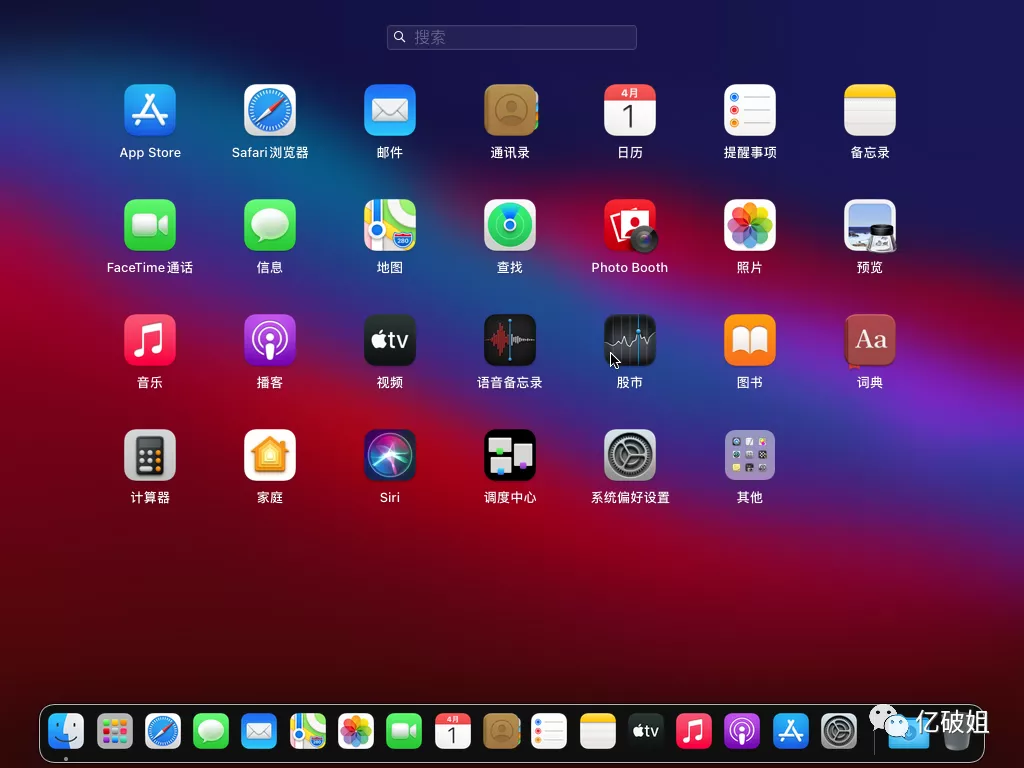 搜索
App Store
Safari浏览器
邮件
通讯录
4月
1
日历
提醒事项
备忘录
FaceTime通话
信息
280
地图
查找
Photo Booth
照片
预览
音乐
播客
tv
视频
语音备忘录
股市
图书
Aa
词典
计算器
家庭
Siri
调度中心
系统偏好设置
其他
280
4月
1
tv
亿破姐